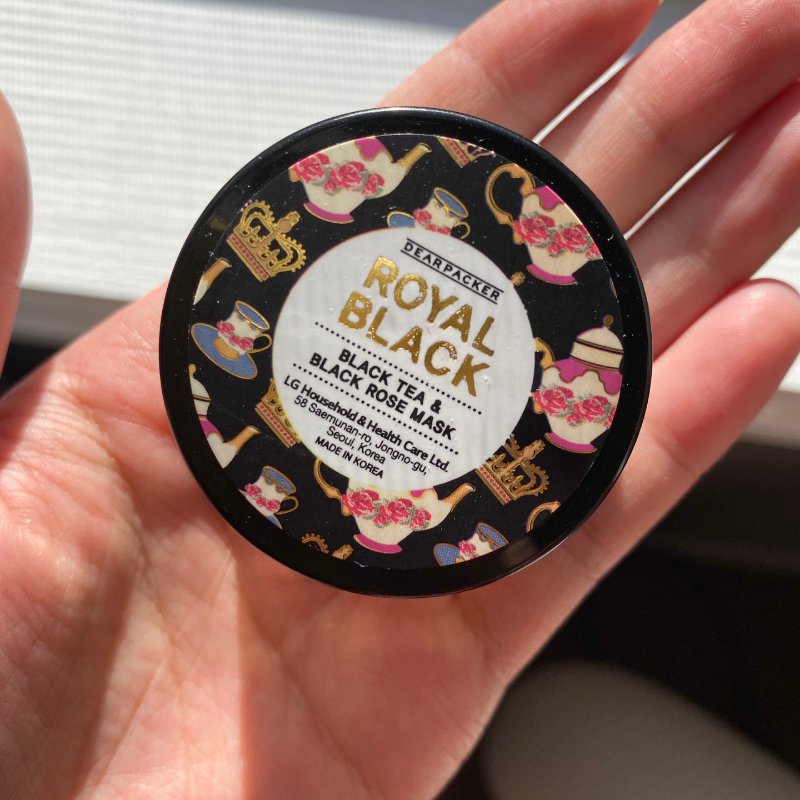 DEARPACKER
ROYAL
BLACK
BLACK TEA &
BLACK ROSE MASK
LG Household & Health Care Ltd.
58 Saemunan-ro, Jongno-gu,
Seoul, Korea
MADE IN KOREA